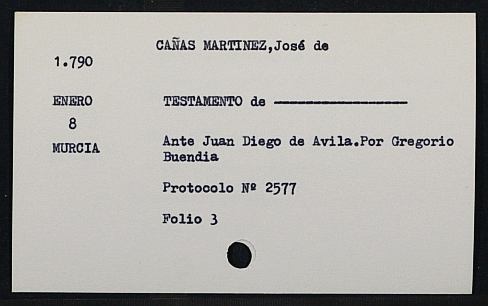 CAÑAS MARTINEZ,José de
1.790
ENERO
TESTAMENTO de ------------------
8
MURCIA
Ante Juan Diego de Avila.Por Gregorio
Buendia
Protocolo Nº 2577
Folio 3